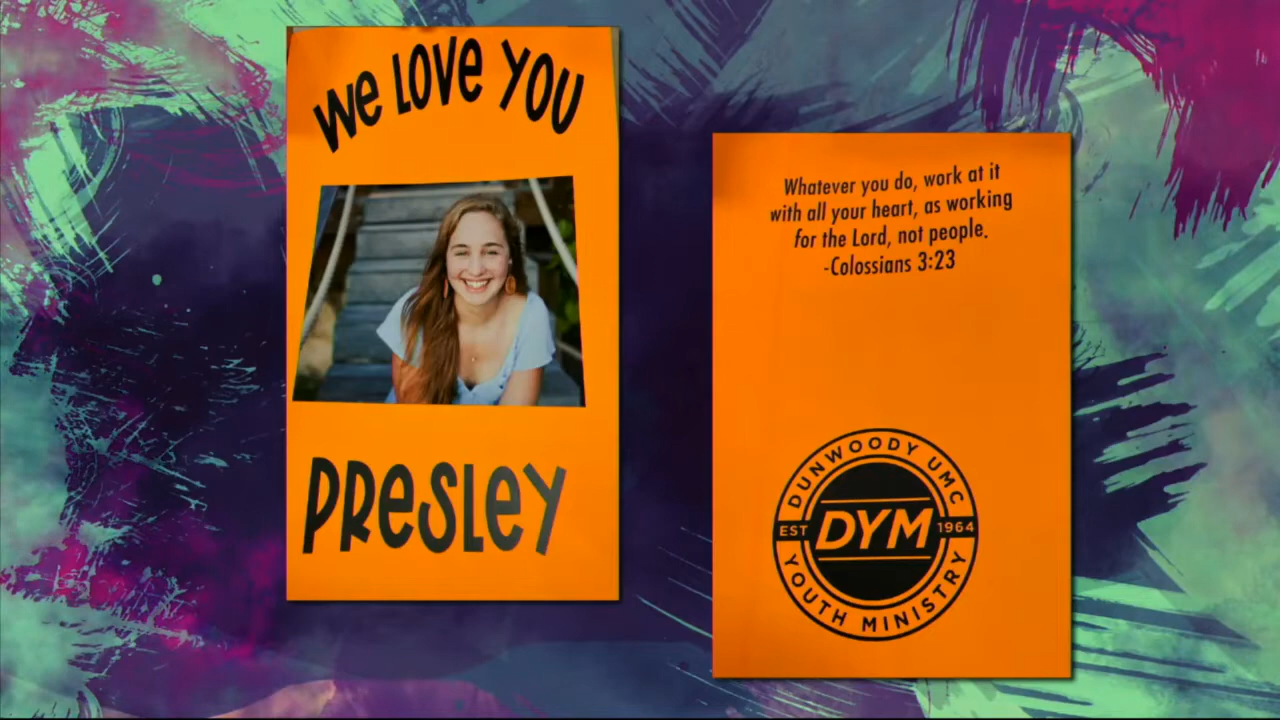 We LOVE YOU
PReSLeY
Whatever you do, work at it
with all your heart, as working
for the Lord, not people.
-Colossians 3:23
DUNWOODY UMC
EST DYM 1964
YOUTH MINISTRY